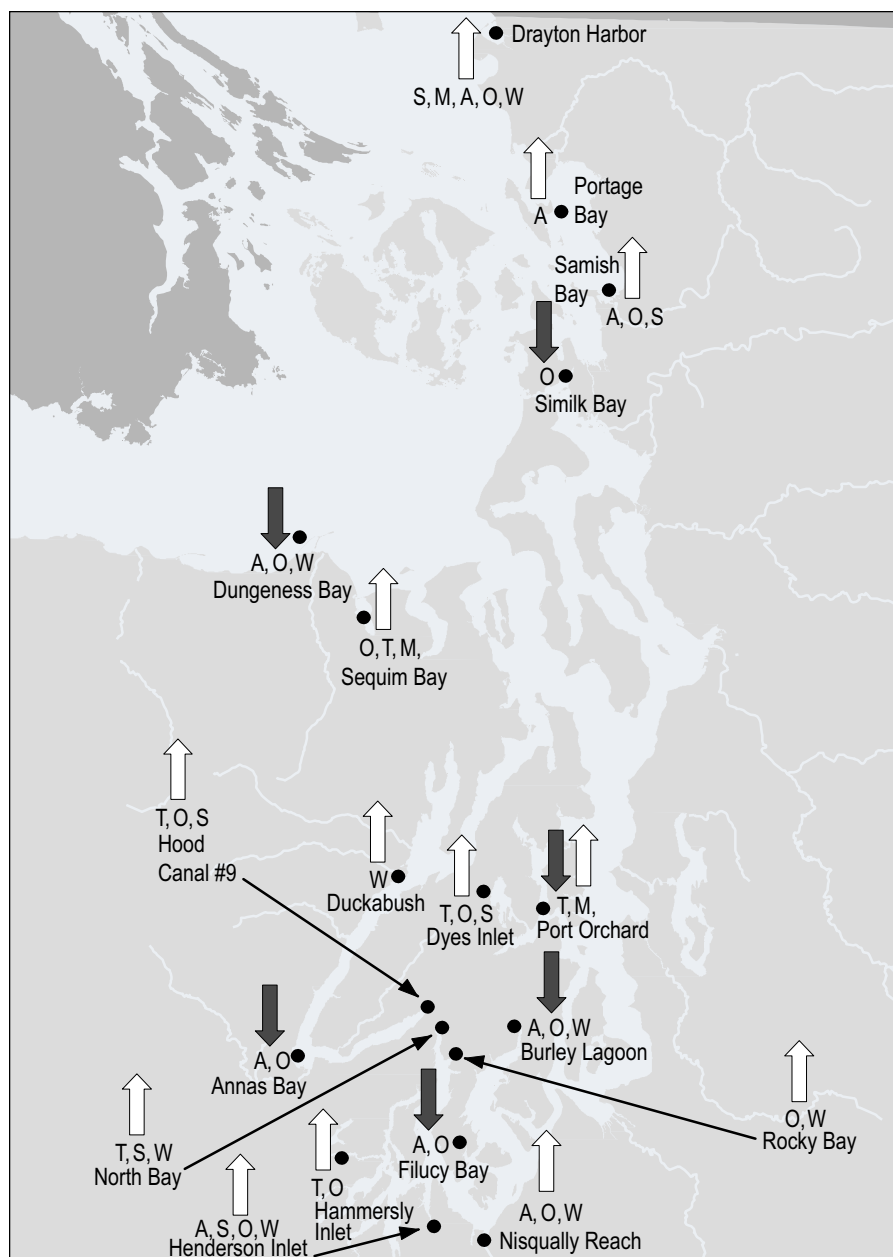 Drayton Harbor
S, M, A, O, W
Portage
A
Bay
Samish
Bay
A, O, S
O
Similk Bay
A, O, W
Dungeness Bay
O, T, M,
Sequim Bay
T, O, S
Hood
Canal #9
W
Duckabush
T, O, S
Dyes Inlet
T, M,
Port Orchard
A, O, W
Burley Lagoon
A, O
Annas Bay
O, W
Rocky Bay
T, S, W
North Bay
A, O
Filucy Bay
T, O
Hammersly
Inlet
A, S, O, W
Henderson Inlet
A, O, W
Nisqually Reach